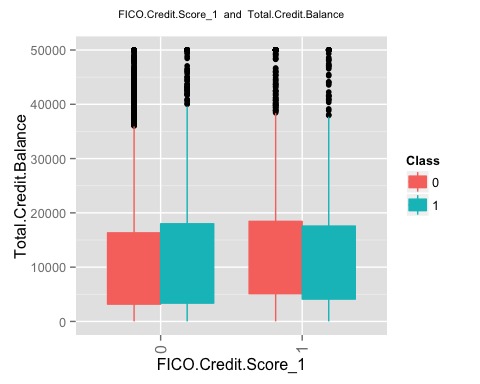 FICO.Credit.Score_1 and Total.Credit.Balance
50000
40000
30000
20000
10000
0
Total.Credit.Balance
0
1
FICO.Credit.Score_1
Class
0
1